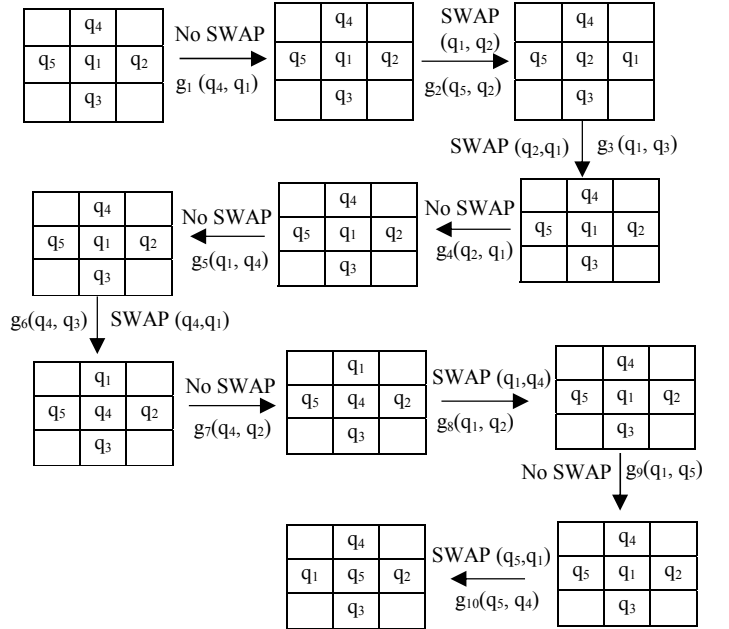 q₄
q₅ q₁ q₂
q₃
No SWAP
g₁ (q₄, q₁)
q₄
q₅ q₁ q₂
q₃
SWAP
(q₁, q₂)
g₂(q₅, q₂)
q₄
q₅ q₂ q₁
q₃
SWAP (q₂,q₁) g₃ (q₁, q₃)
q₄
q₅ q₁ q₂
q₃
No SWAP
g₄(q₂, q₁)
q₄
q₅ q₁ q₂
q₃
No SWAP
g₅(q₁, q₄)
q₄
q₅ q₁ q₂
q₃
g₆(q₄, q₃) SWAP (q₄,q₁)
q₁
q₅ q₄ q₂
q₃
No SWAP
g₇(q₄, q₂)
q₁
q₅ q₄ q₂
q₃
SWAP (q₁,q₄)
g₈(q₁, q₂)
q₄
q₅ q₁ q₂
q₃
No SWAP g₉(q₁, q₅)
q₄
q₅ q₁ q₂
q₃
SWAP (q₅,q₁)
g₁₀(q₅, q₄)
q₄
q₁ q₅ q₂
q₃